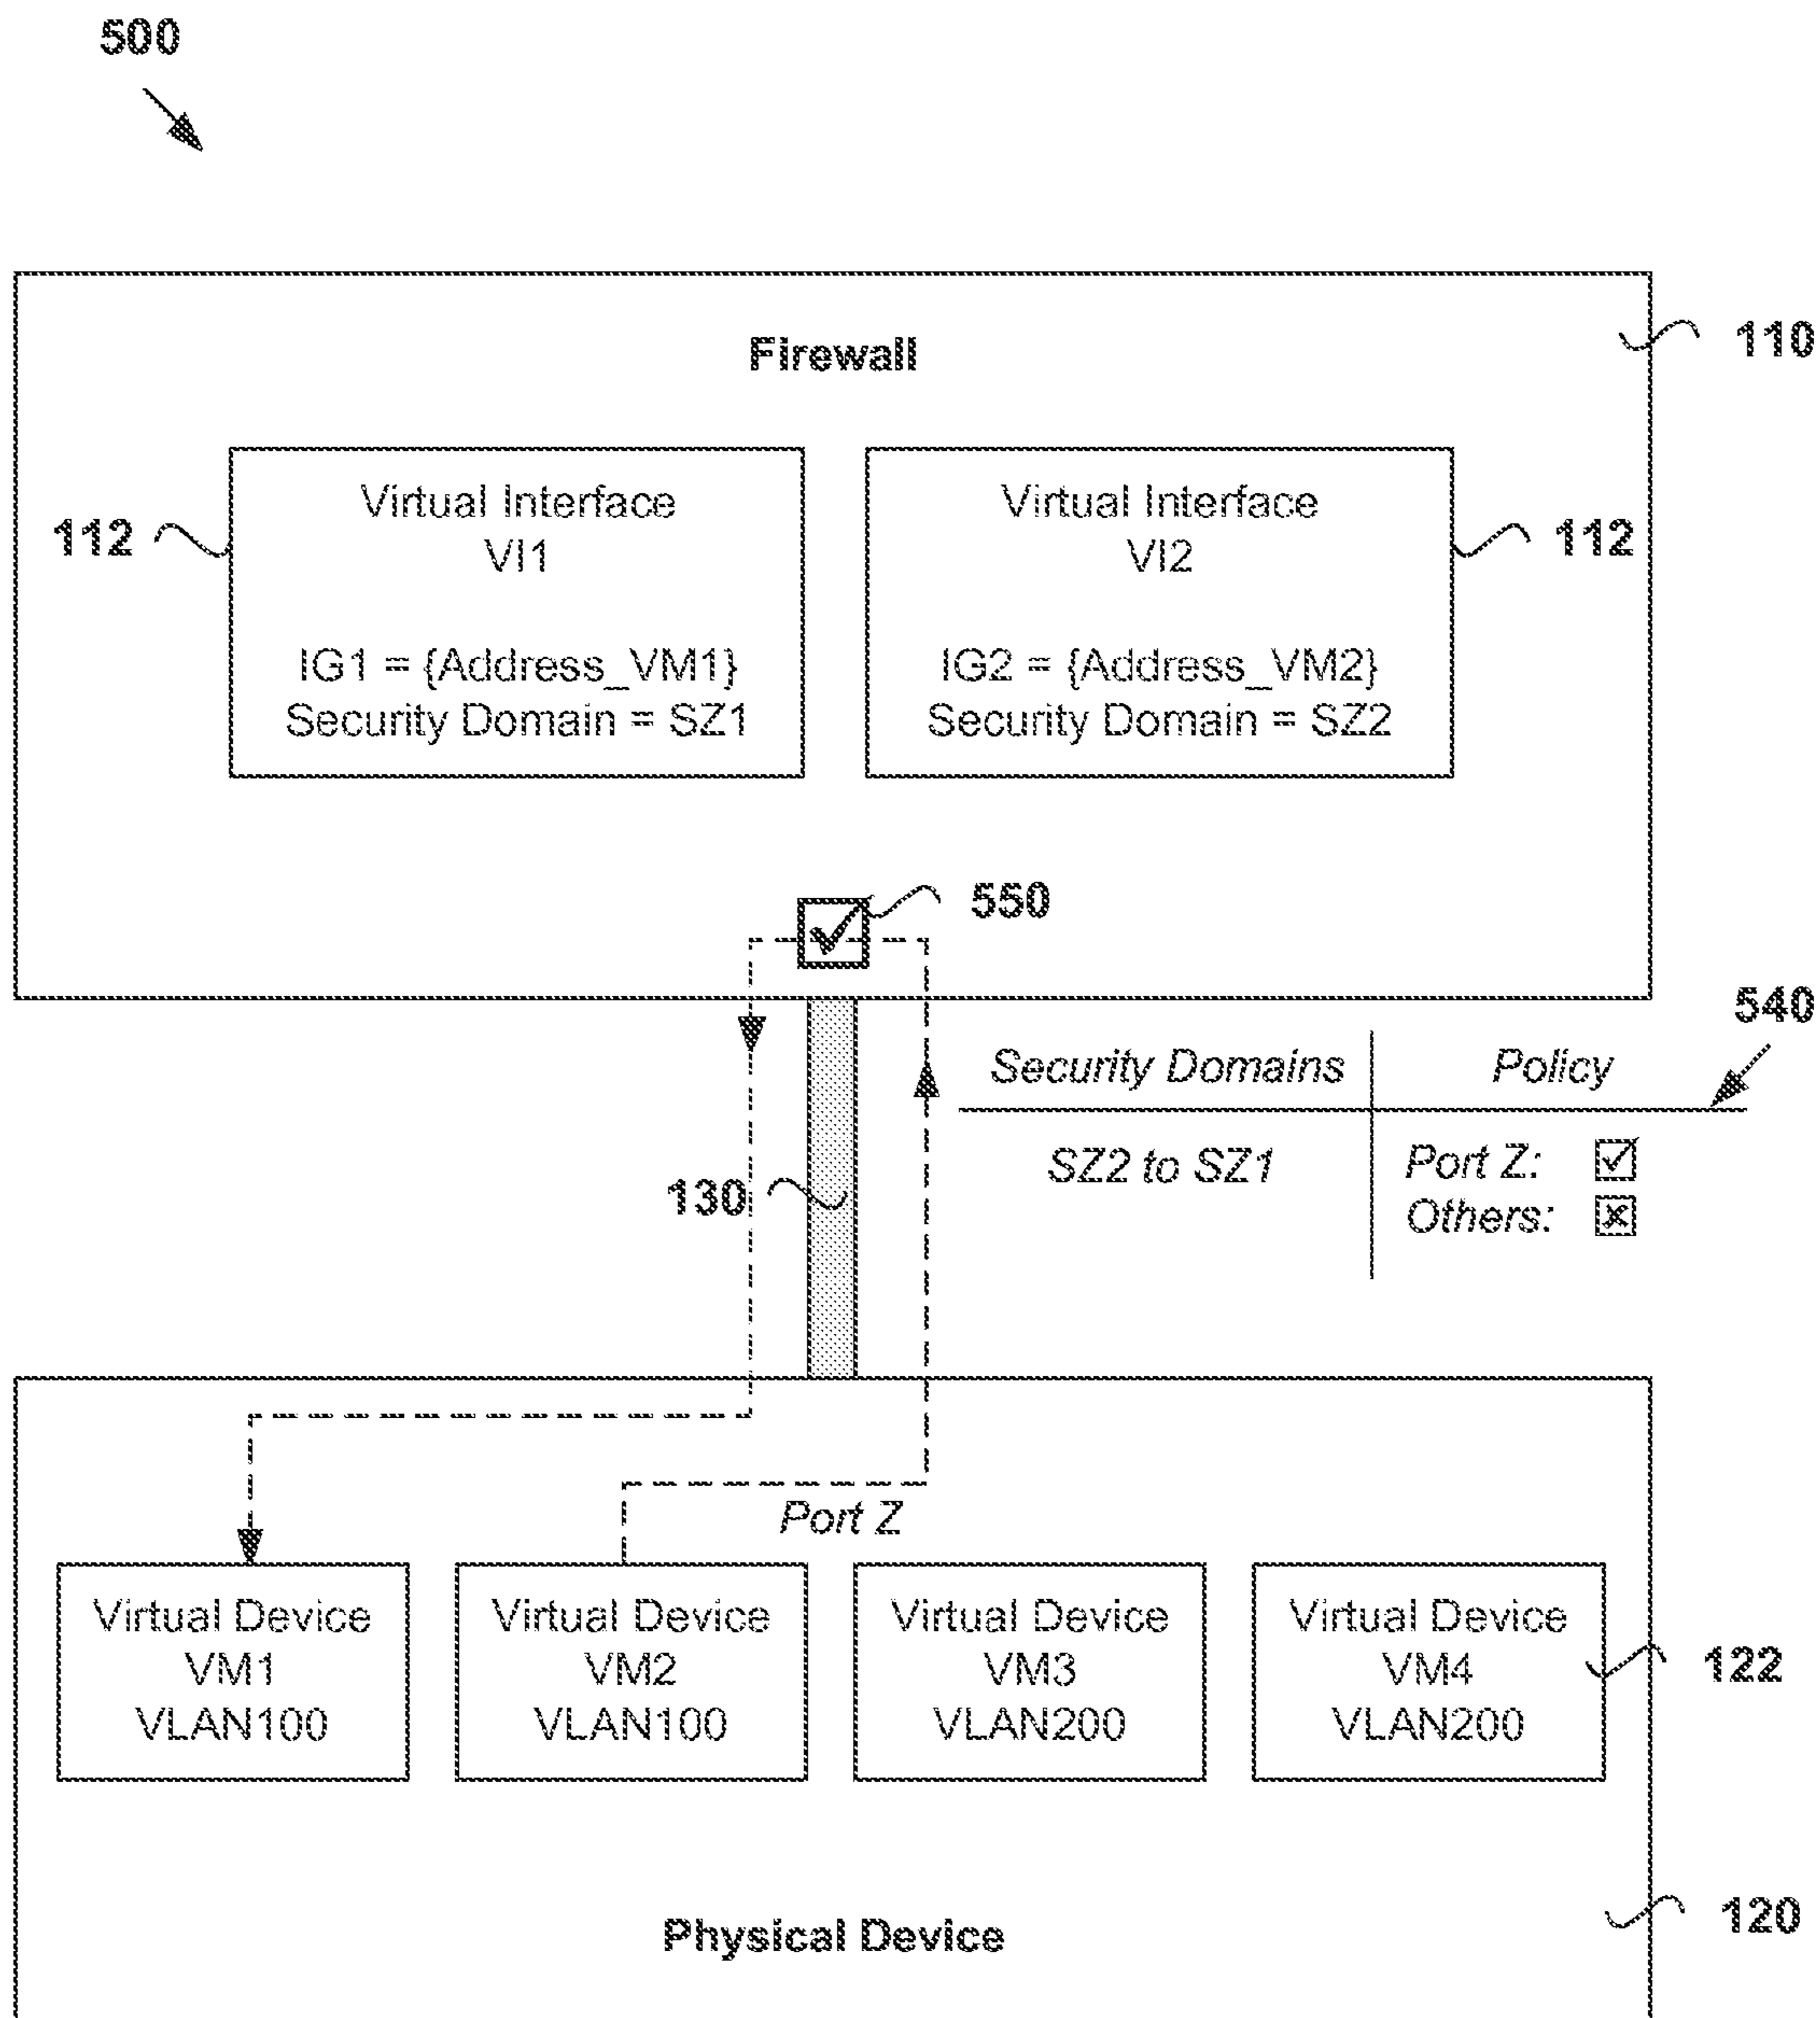 500
Firewall
110
Virtual Interface
VI1
IG1 = {Address_VM1}
Security Domain = SZ1
112
Virtual Interface
VI2
IG2 = {Address_VM2}
Security Domain = SZ2
112
550
540
Security Domains
Policy
SZ2 to SZ1
Port Z:
Others:
130
Port Z
Virtual Device
VM1
VLAN100
Virtual Device
VM2
VLAN100
Virtual Device
VM3
VLAN200
Virtual Device
VM4
VLAN200
122
Physical Device
120